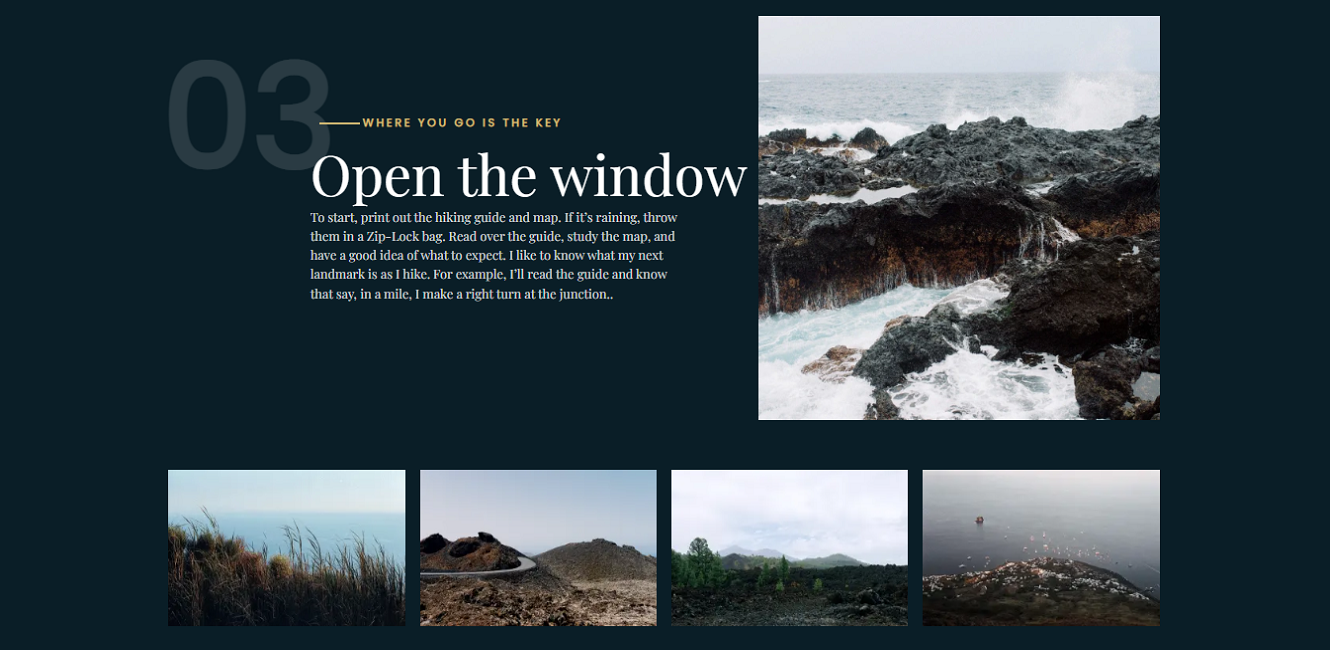 03
WHERE YOU GO IS THE KEY
Open the window
To start, print out the hiking guide and map. If it’s raining, throw
them in a Zip-Lock bag. Read over the guide, study the map, and
have a good idea of what to expect. I like to know what my next
landmark is as I hike. For example, I’ll read the guide and know
that say, in a mile, I make a right turn at the junction..